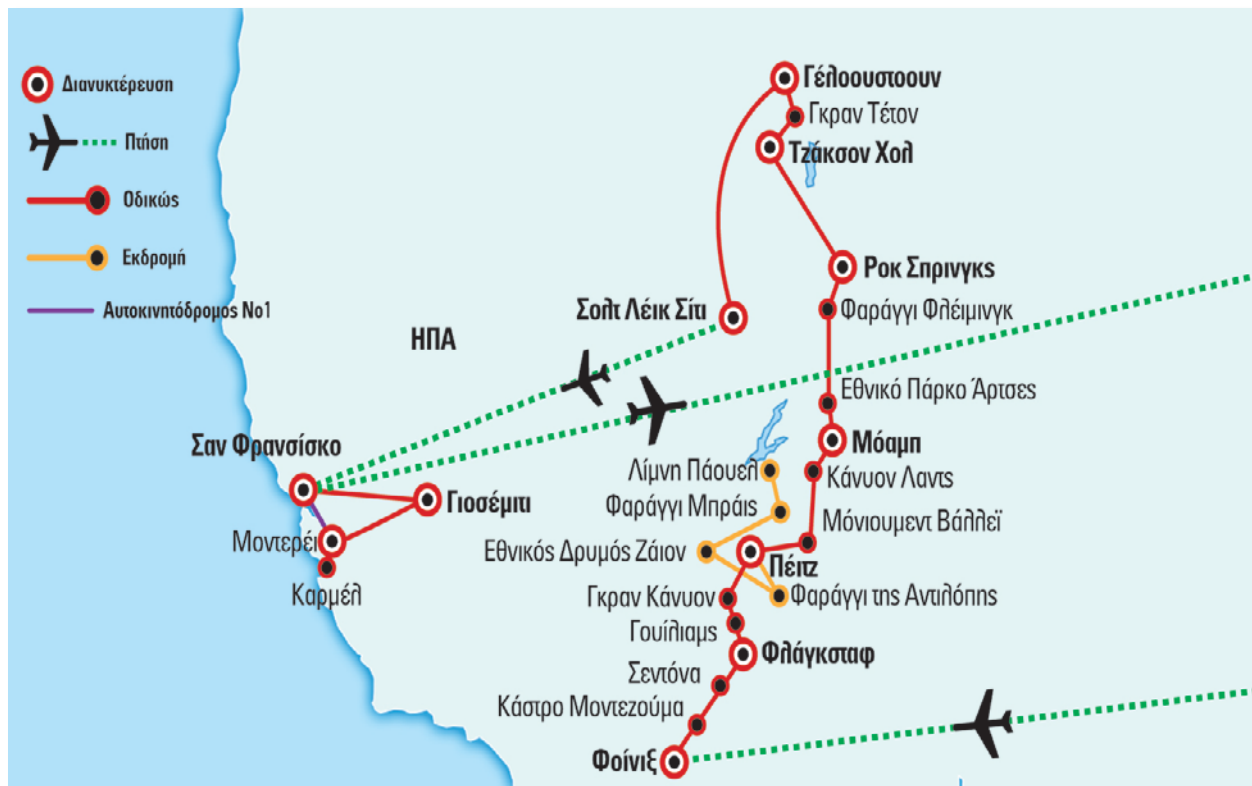 Διανυκτέρευση
Πτήση
Οδικώς
Εκδρομή
Αυτοκινητόδρομος Νο1
ΗΠΑ
Γέλοουστοουν
Γκραν Τέτον
Τζάκσον Χολ
Ροκ Σπρινγκς
Σολτ Λέικ Σίτι
Φαράγγι Φλέιμινγκ
Εθνικό Πάρκο Άρτσες
Σαν Φρανσίσκο
Μόαμπ
Λίμνη Πάουελ
Κάνυον Λαντς
Γιοσέμιτι
Φαράγγι Μπράις
Μόνιουμεντ Βάλλεϊ
Μοντερέι
Εθνικός Δρυμός Ζάιον
Πέιτζ
Καρμέλ
Γκραν Κάνυον
Φαράγγι της Αντιλόπης
Γουίλιαμς
Φλάγκσταφ
Σεντόνα
Κάστρο Μοντεζούμα
Φοίνιξ